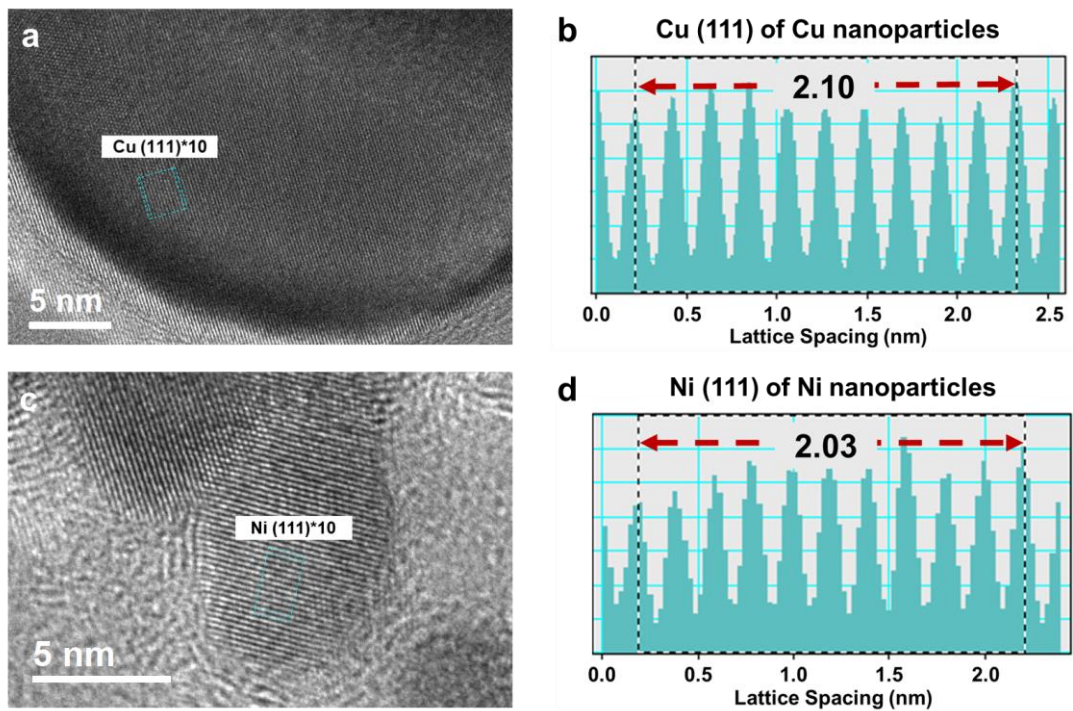 a
Cu (111)*10
5 nm
b
Cu (111) of Cu nanoparticles
2.10
0.0 0.5 1.0 1.5 2.0 2.5
Lattice Spacing (nm)
c
Ni (111)*10
5 nm
d
Ni (111) of Ni nanoparticles
2.03
0.0 0.5 1.0 1.5 2.0
Lattice Spacing (nm)